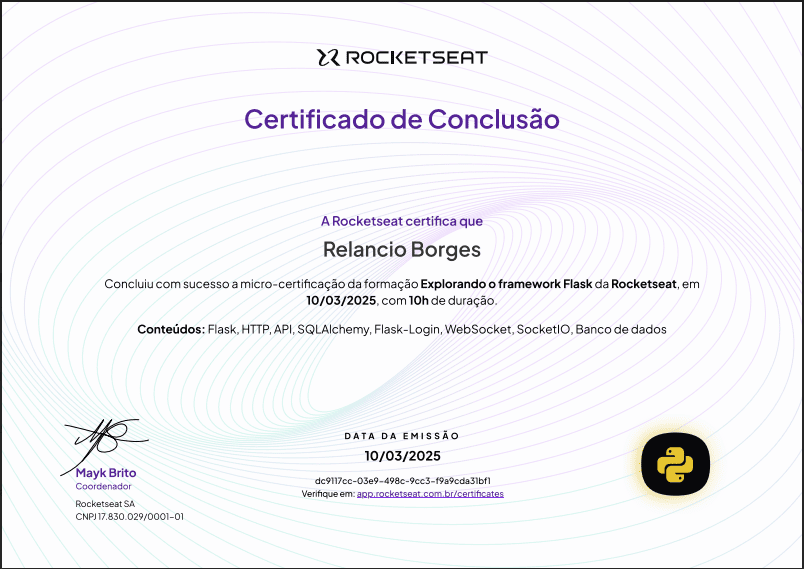 ROCKETSEAT
Certificado de Conclusão
A Rocketseat certifica que
Relancio Borges
Concluiu com sucesso a micro-certificação da formação Explorando o framework Flask da Rocketseat, em
10/03/2025, com 10h de duração.
Conteúdos: Flask, HTTP, API, SQLAlchemy, Flask-Login, WebSocket, SocketIO, Banco de dados
Mayk Brito
Coordenador
Rocketseat SA
CNPJ 17.830.029/0001-01
DATA DA EMISSÃO
10/03/2025
dc9117cc-03e9-498c-9cc3-f9a9cda31bf1
Verifique em: app.rocketseat.com.br/certificates